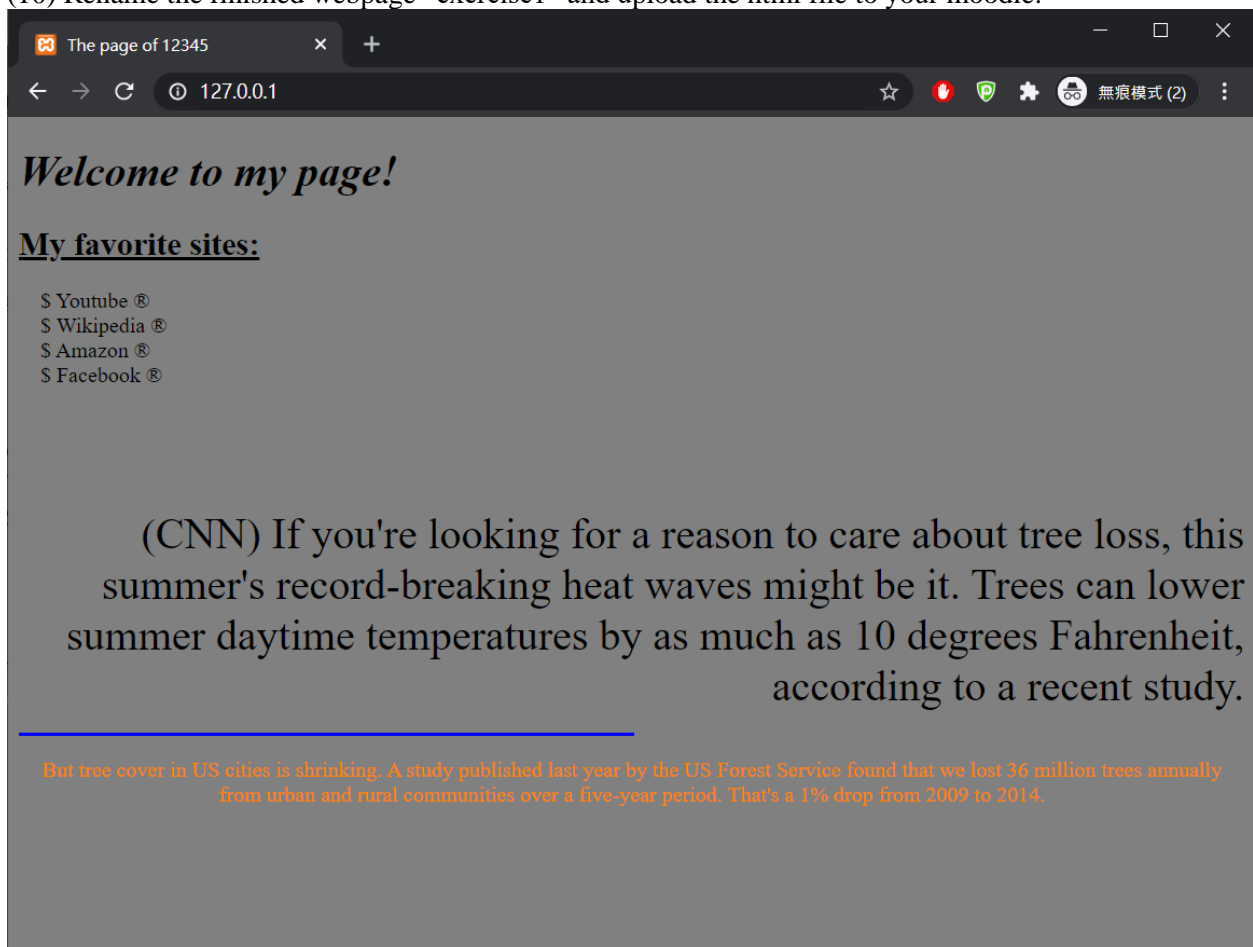 (10) Rename the finished webpage "exercise1" and upload the html file to your moodle.
The page of 12345
127.0.0.1
無痕模式 (2)
Welcome to my page!
My favorite sites:
$ Youtube ®
$ Wikipedia ®
$ Amazon ®
$ Facebook ®
(CNN) If you're looking for a reason to care about tree loss, this
summer's record-breaking heat waves might be it. Trees can lower
summer daytime temperatures by as much as 10 degrees Fahrenheit,
according to a recent study.
But tree cover in US cities is shrinking. A study published last year by the US Forest Service found that we lost 36 million trees annually
from urban and rural communities over a five-year period. That's a 1% drop from 2009 to 2014.